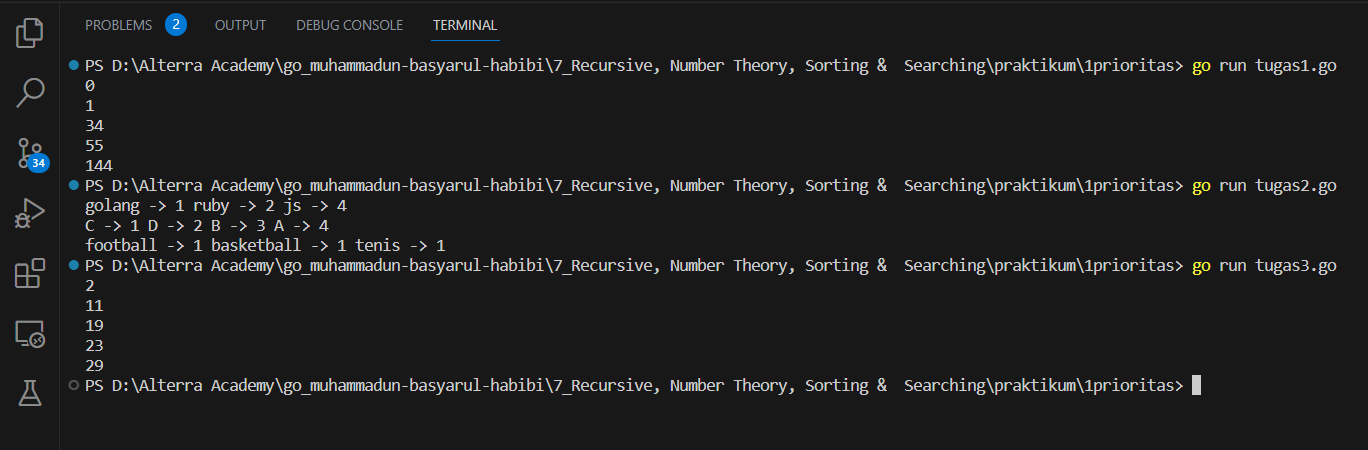 PROBLEMS 2 OUTPUT DEBUG CONSOLE TERMINAL
PS D:\Alterra Academy\go_muhammadun-basyarul-habibi\7_Recursive, Number Theory, Sorting &  Searching\praktikum\1prioritas> go run tugas1.go
0
1
34
55
144
PS D:\Alterra Academy\go_muhammadun-basyarul-habibi\7_Recursive, Number Theory, Sorting &  Searching\praktikum\1prioritas> go run tugas2.go
golang -> 1 ruby -> 2 js -> 4
C -> 1 D -> 2 B -> 3 A -> 4
football -> 1 basketball -> 1 tenis -> 1
PS D:\Alterra Academy\go_muhammadun-basyarul-habibi\7_Recursive, Number Theory, Sorting &  Searching\praktikum\1prioritas> go run tugas3.go
2
11
19
23
29
PS D:\Alterra Academy\go_muhammadun-basyarul-habibi\7_Recursive, Number Theory, Sorting &  Searching\praktikum\1prioritas>
34